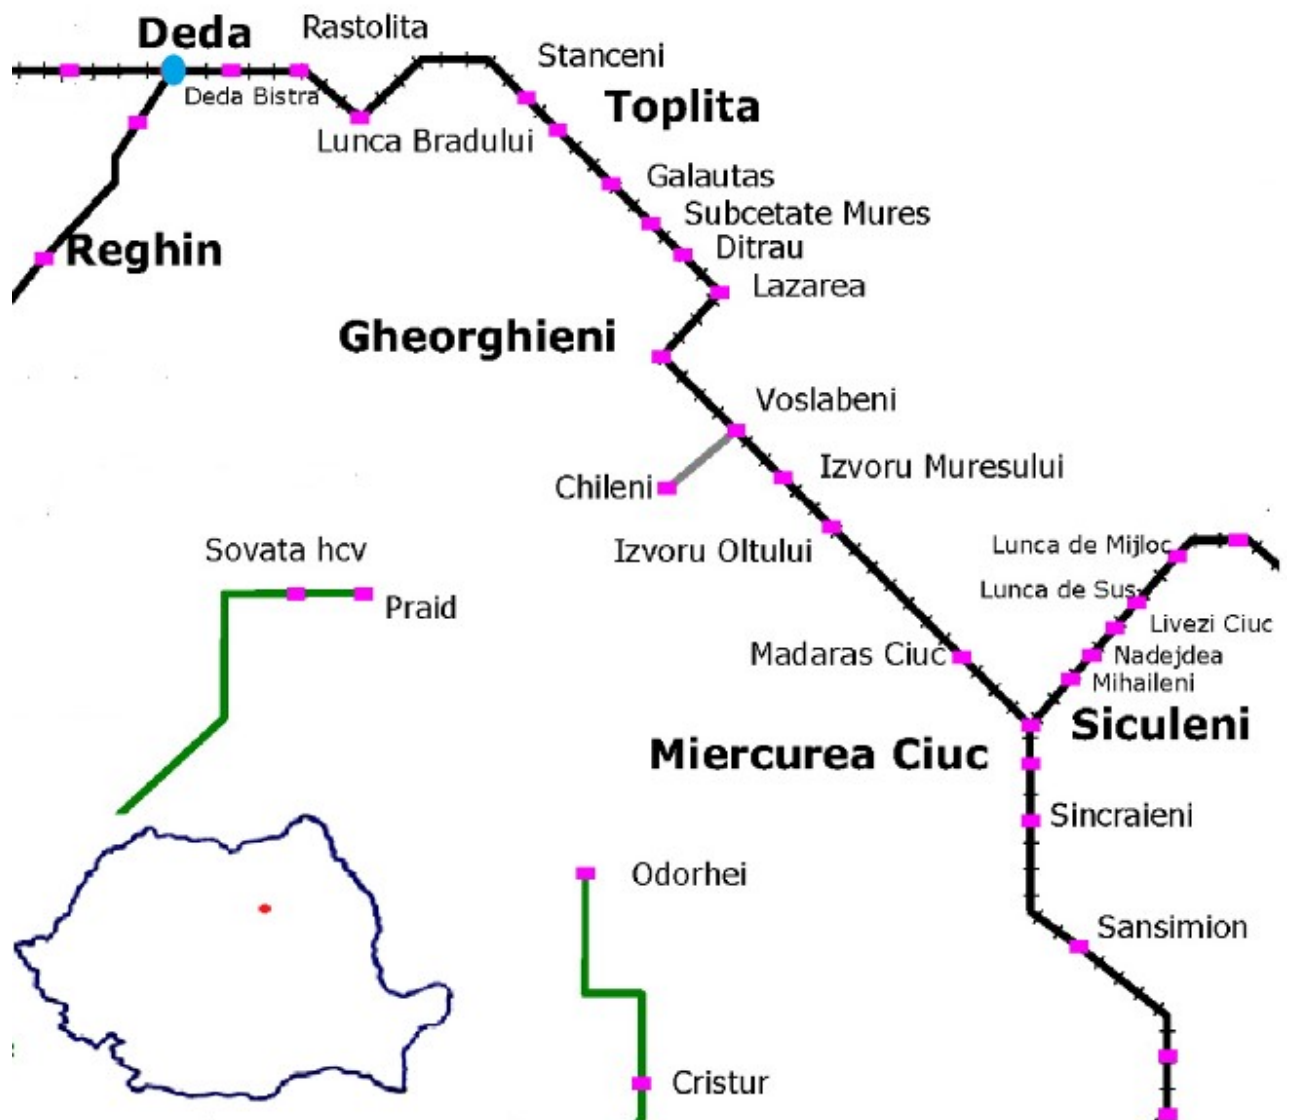 Deda
Rastolita
Stanceni
Deda Bistra
Toplita
Lunca Bradului
Galautas
Subcetate Mures
Reghin
Ditrau
Lazarea
Gheorghieni
Voslabeni
Izvoru Muresului
Chileni
Sovata hcv
Izvoru Oltului
Lunca de Mijloc
Lunca de Sus
Praid
Livezi Ciuc
Madaras Ciuc
Nadejdea
Mihaileni
Siculeni
Miercurea Ciuc
Sincraieni
Odorhei
Sansimion
Cristur